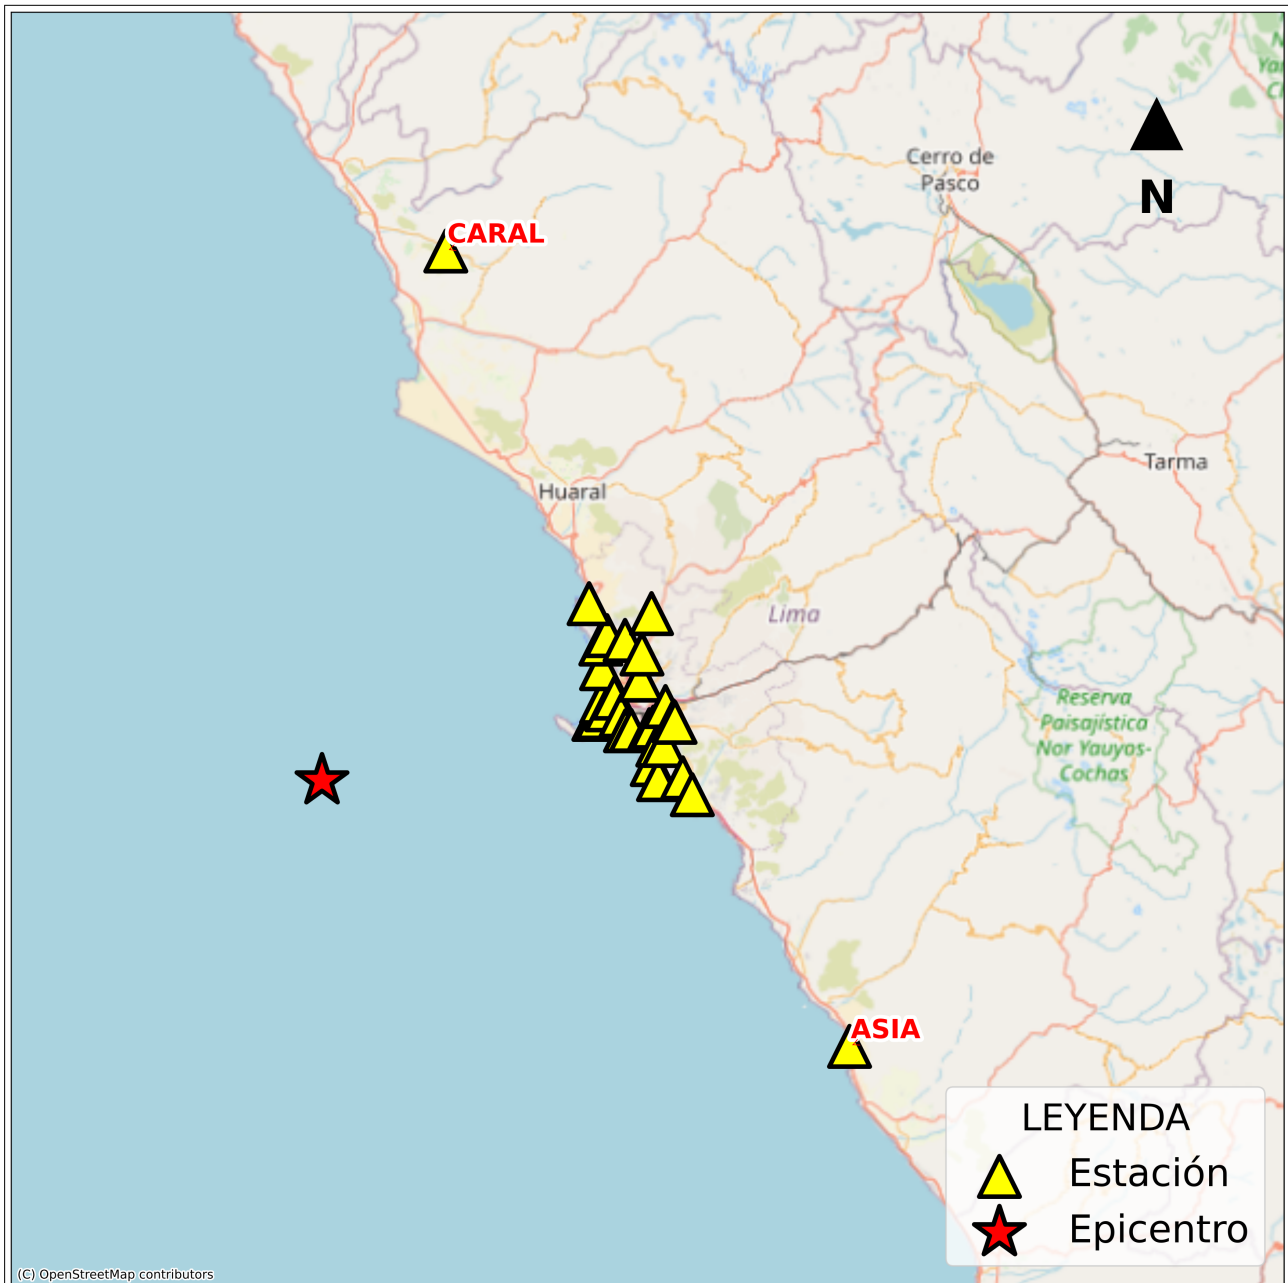 CARAL
Cerro de
Pasco
N
Tarma
Huaral
Lima
Reserva
Paisajística
Nor Yauyos-
Cochas
ASIA
LEYENDA
Estación
Epicentro
(C) OpenStreetMap contributors